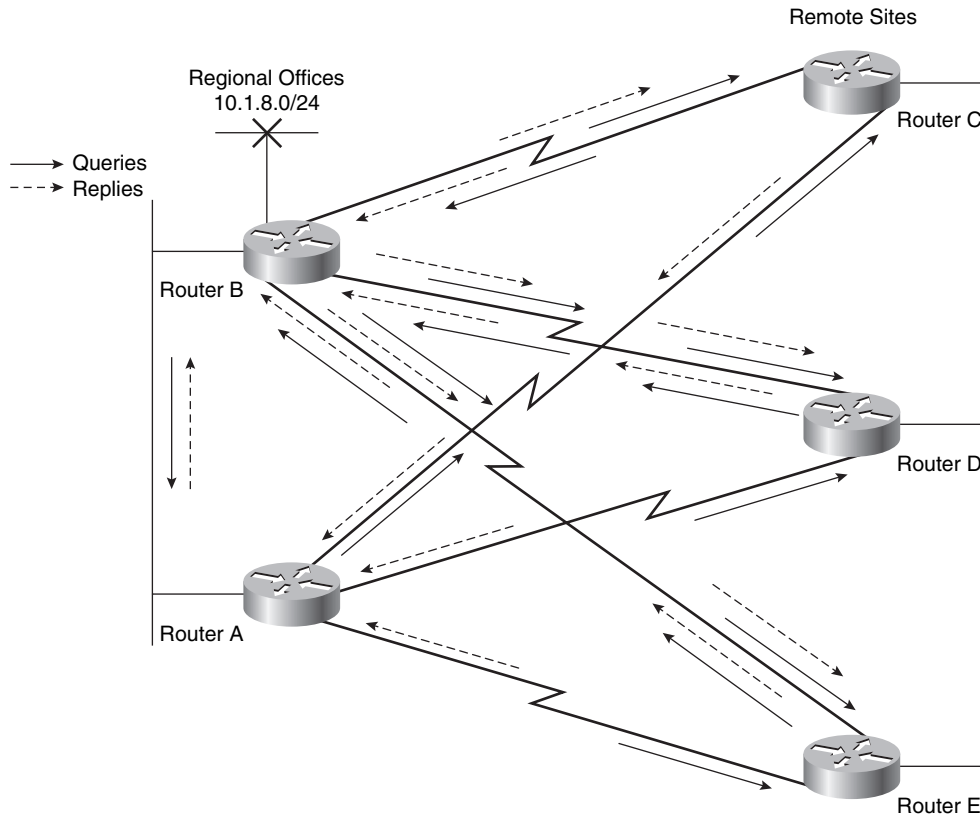 Remote Sites
Regional Offices
10.1.8.0/24
Router C
Queries
Replies
Router B
Router D
Router A
Router E